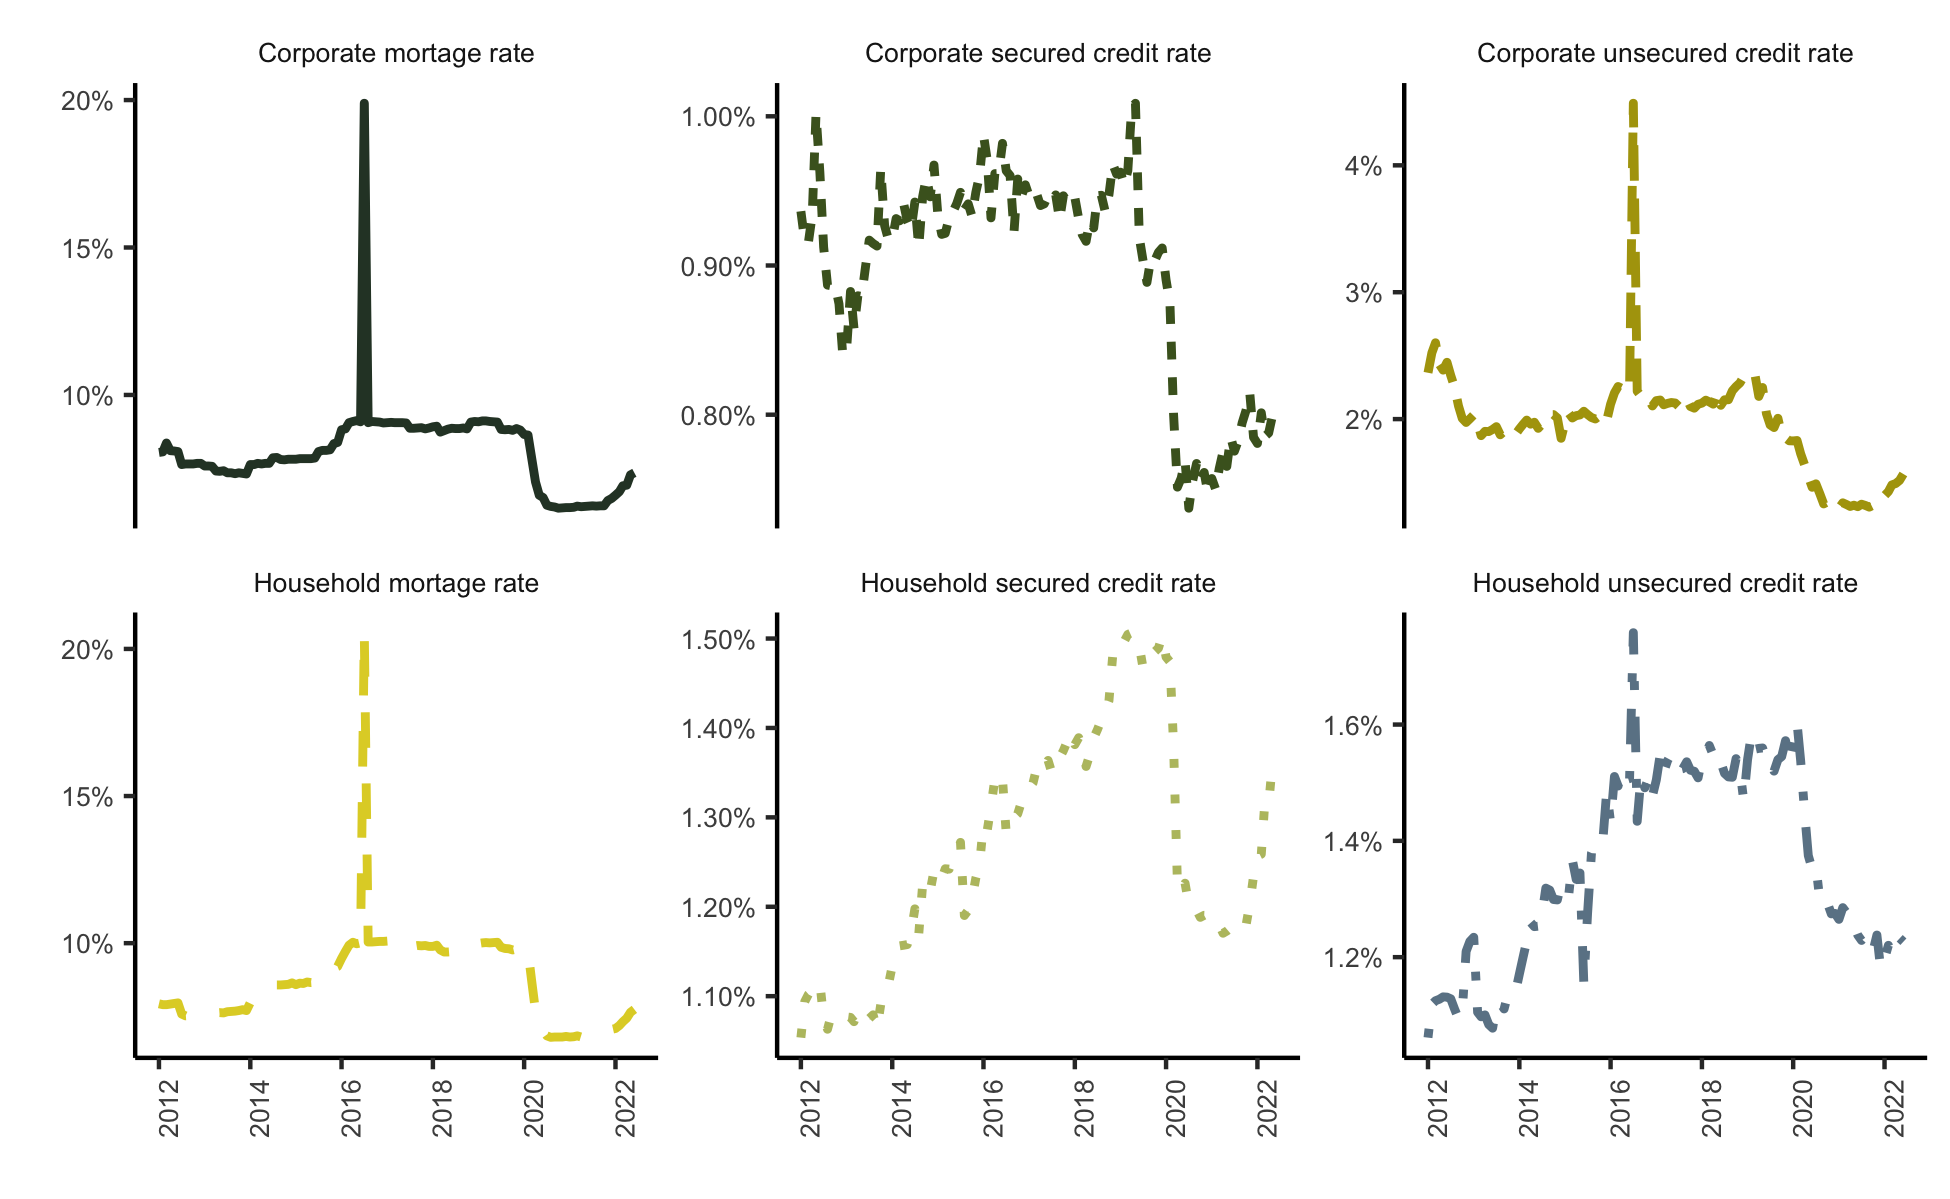 Corporate mortage rate
20%
15%
10%
Corporate secured credit rate
1.00%
0.90%
0.80%
Corporate unsecured credit rate
4%
3%
2%
Household mortage rate
20%
15%
10%
2012 2014 2016 2018 2020 2022
Household secured credit rate
1.50%
1.40%
1.30%
1.20%
1.10%
2012 2014 2016 2018 2020 2022
Household unsecured credit rate
1.6%
1.4%
1.2%
2012 2014 2016 2018 2020 2022